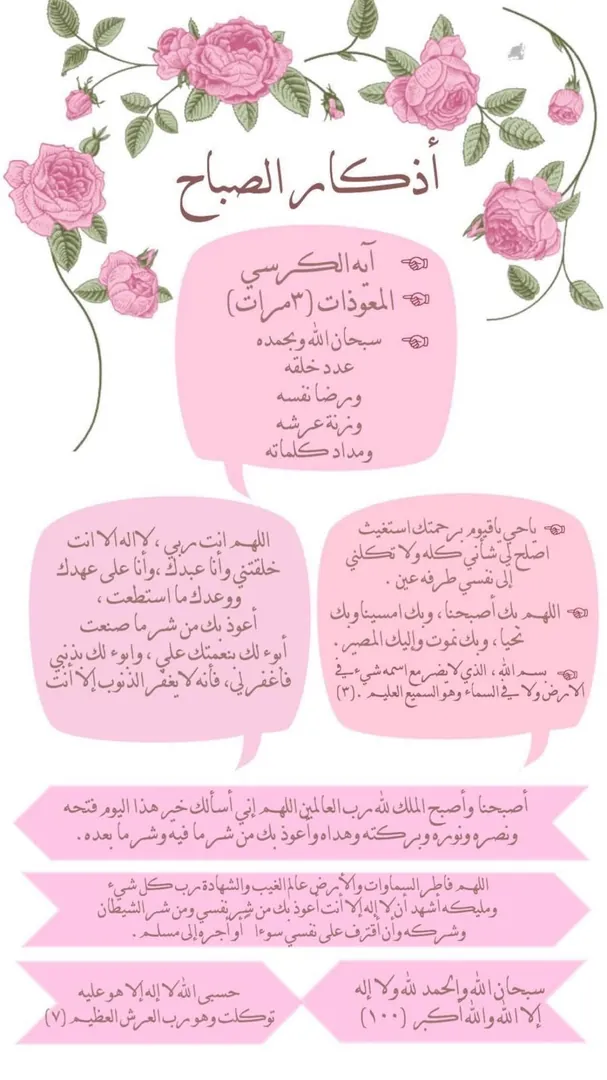 أذكار الصباح
آيه الكرسي
المعوذات (٣مرات)
سبحان الله وبحمده
عدد خلقه
ورضا نفسه
وزنة عرشه
ومداد كلماته
ياحي ياقيوم برحمتك استغيث
اصلح لي شأني كله ولا تكلني
إلى نفسي طرفه عين .
اللهم بك أصبحنا ، وبك امسينا وبك
نحيا ، وبك نموت وإليك المصير .
بسم الله ، الذي لا يضر مع اسمه شيء في
الارض ولا في السماء وهو السميع العليم . (٣)
اللهم انت ربي ، لااله الا انت
خلقتني وأنا عبدك ،وأنا على عهدك
ووعدك ما استطعت ،
أعوذ بك من شر ما صنعت
أبوء لك بنعمتك علي ، وابوء لك بذنبي
فاغفر لي، فأنه لا يغفر الذنوب إلا أنت
أصبحنا وأصبح الملك لله رب العالمين اللهم إني أسألك خير هذا اليوم فتحه
ونصره ونوره وبركته وهداه وأعوذ بك من شر ما فيه وشر ما بعده .
اللهم فاطر السماوات والأرض عالم الغيب والشهادة رب كل شيء
ومليكه أشهد أن لا إله إلا أنت أعوذ بك من شر نفسي ومن شر الشيطان
وشركه وان أقترف على نفسي سوءا أو أجره إلى مسلم .
سبحان الله والحمد لله ولا إله
إلا الله والله أكبر (١٠٠)
حسبى الله لا إله إلا هو عليه
توكلت وهو رب العرش العظيم (٧)